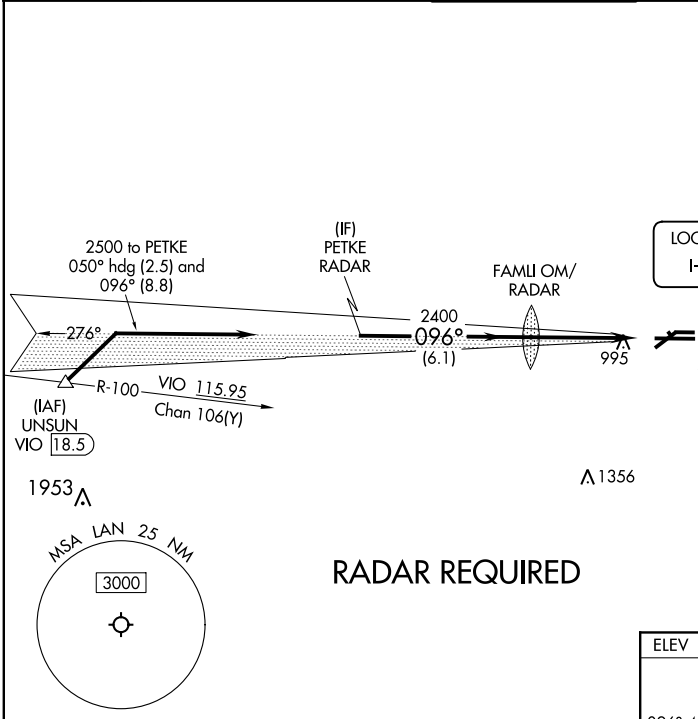 2500 to PETKE
050° hdg (2.5) and
096° (8.8)
(IF)
PETKE
RADAR
FAMLI OM/
RADAR
LOC
I-
276°
2400
096°
(6.1)
995
R-100
VIO 115.95
Chan 106(Y)
(IAF)
UNSUN
VIO 18.5
1953
1356
MSA LAN 25 NM
3000
RADAR REQUIRED
ELEV